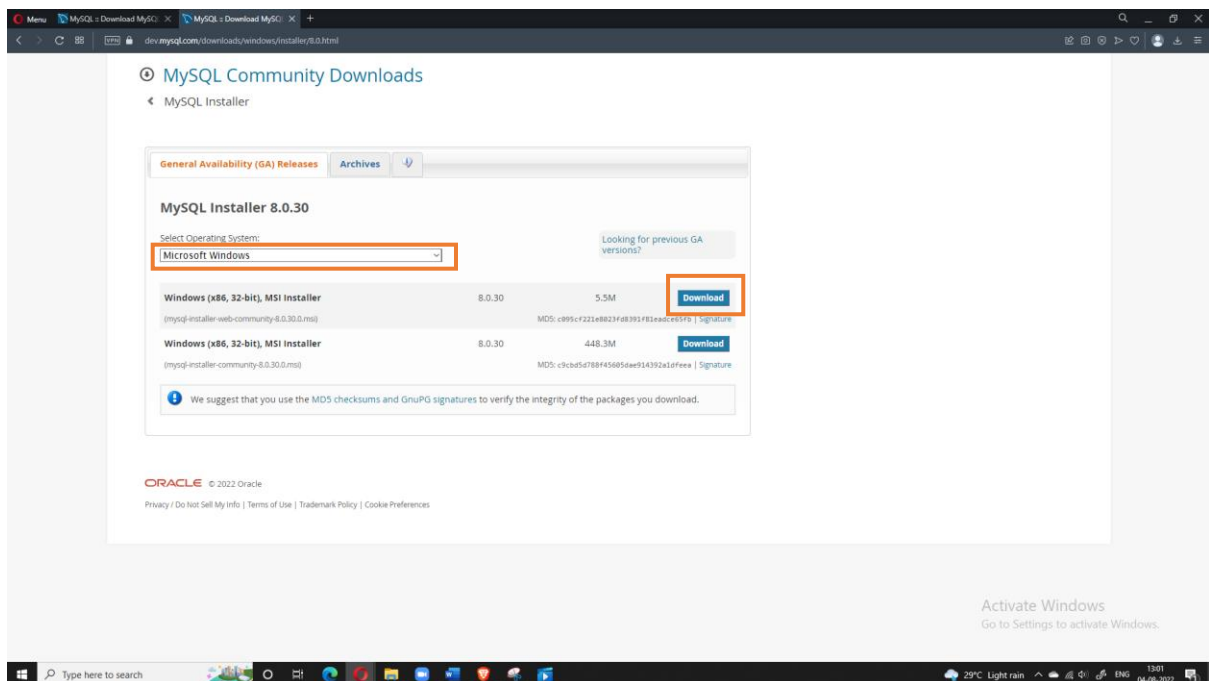 Menu MySQL :: Download MySQL MySQL :: Download MySQL
VPN dev.mysql.com/downloads/windows/installer/8.0.html
MySQL Community Downloads
MySQL Installer
General Availability (GA) Releases Archives
MySQL Installer 8.0.30
Select Operating System:
Microsoft Windows
Looking for previous GA
versions?
Windows (x86, 32-bit), MSI Installer 8.0.30 5.5M Download
(mysql-installer-web-community-8.0.30.0.msi) MD5: | Signature
Windows (x86, 32-bit), MSI Installer 8.0.30 448.3M Download
(mysql-installer-community-8.0.30.0.msi) MD5: c9cbd5d788f45605dae914392a1dfeea | Signature
We suggest that you use the MD5 checksums and GnuPG signatures to verify the integrity of the packages you download.
ORACLE © 2022 Oracle
Privacy / Do Not Sell My Info | Terms of Use | Trademark Policy | Cookie Preferences
Activate Windows
Go to Settings to activate Windows.
Type here to search 29°C Light rain ENG 13:01
04-08-2022